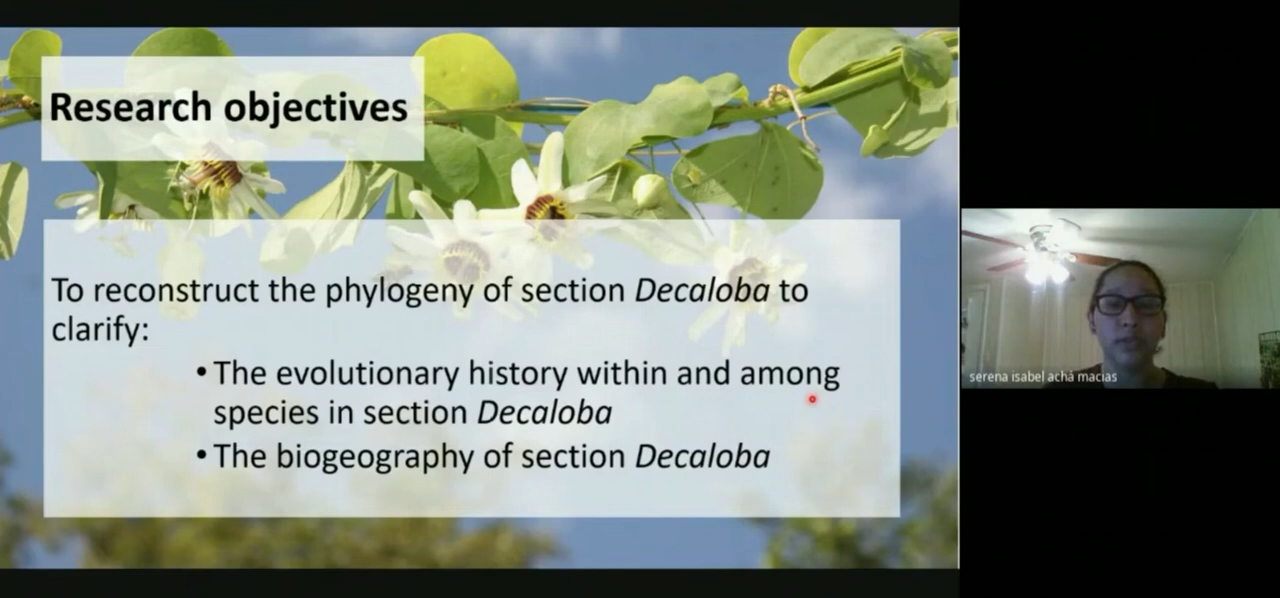 Research objectives
To reconstruct the phylogeny of section Decaloba to
clarify:
• The evolutionary history within and among
species in section Decaloba
• The biogeography of section Decaloba
serena isabel achá macias